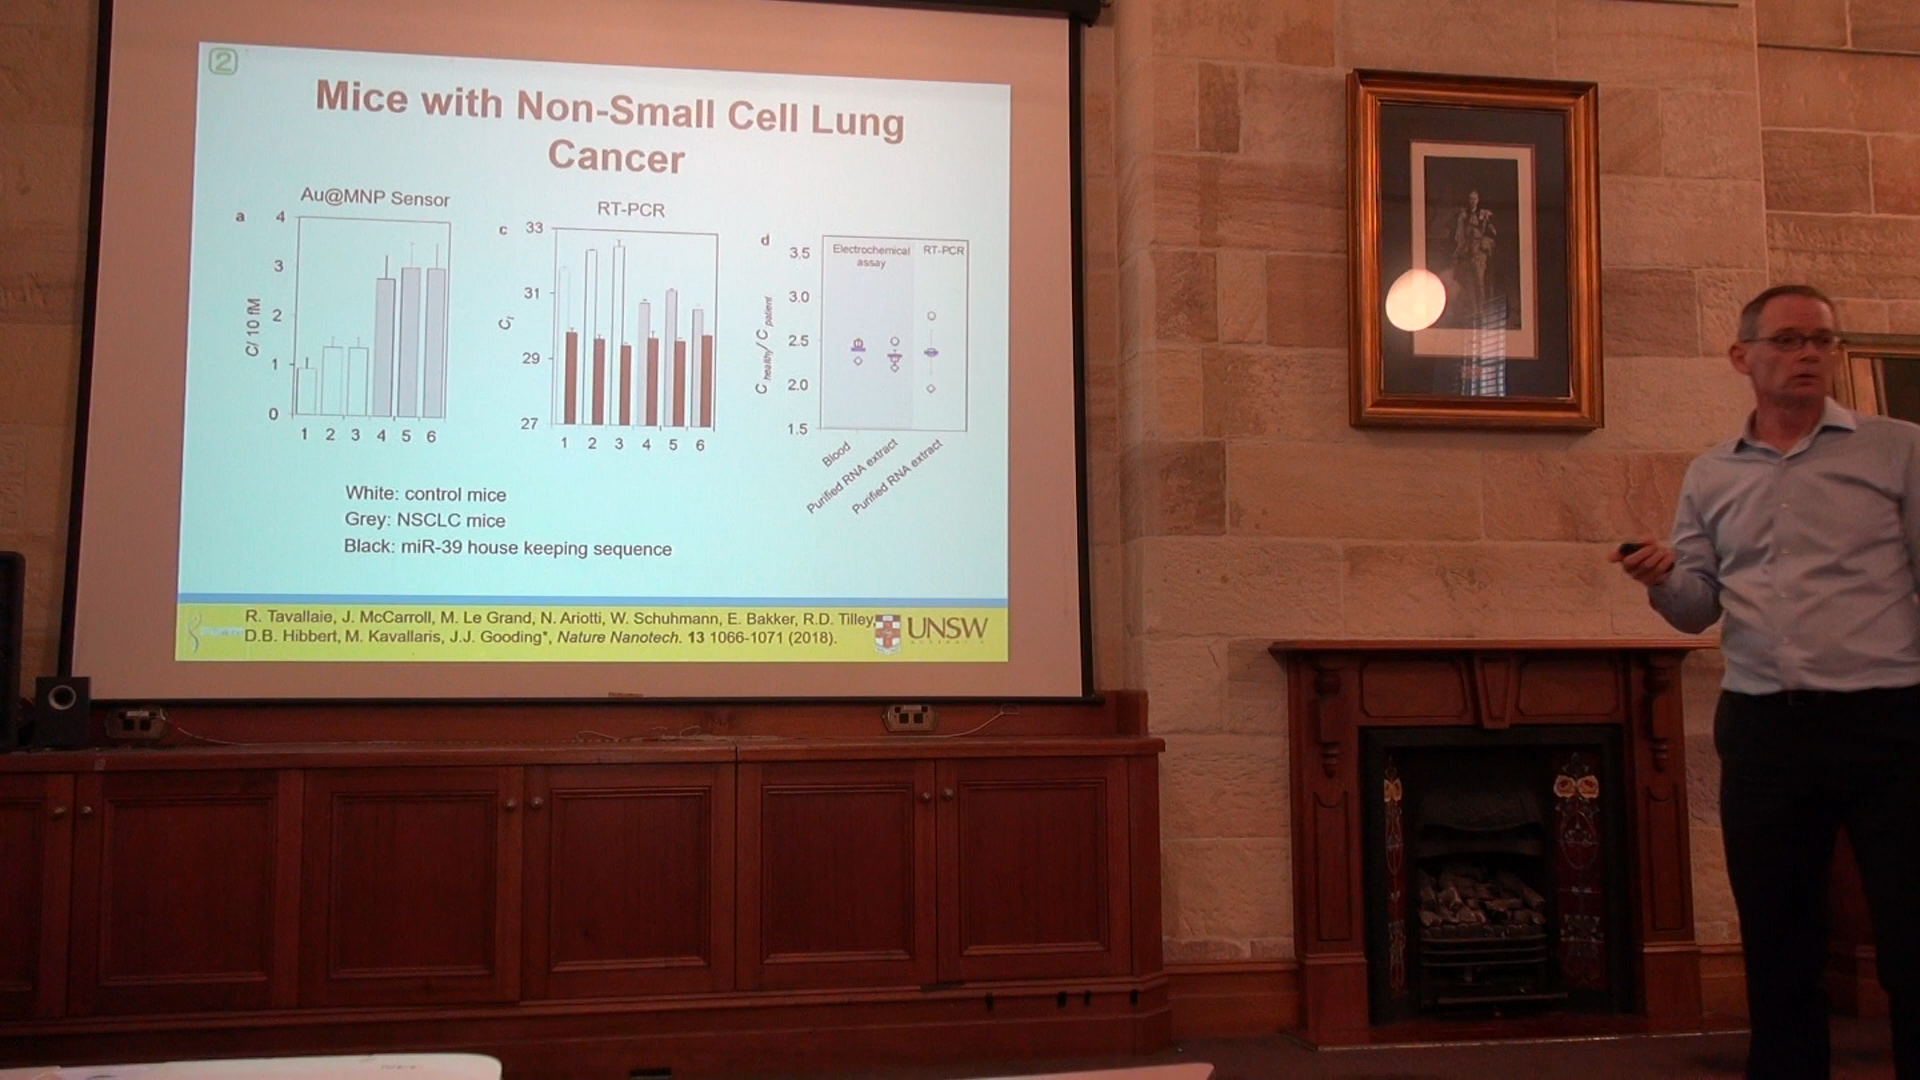 2
Mice with Non-Small Cell Lung
Cancer
Au@MNP Sensor
a
4
3
2
1
0
C/ 10 fM
1 2 3 4 5 6
RT-PCR
c
33
31
29
27
Ct
1 2 3 4 5 6
d
Electrochemical
assay
RT-PCR
3.5
3.0
2.5
2.0
1.5
C healthy / C patient
Blood
Purified RNA extract
Purified RNA extract
White: control mice
Grey: NSCLC mice
Black: miR-39 house keeping sequence
R. Tavallaie, J. McCarroll, M. Le Grand, N. Ariotti, W. Schuhmann, E. Bakker, R.D. Tilley,
D.B. Hibbert, M. Kavallaris, J.J. Gooding*, Nature Nanotech. 13 1066-1071 (2018).
UNSW